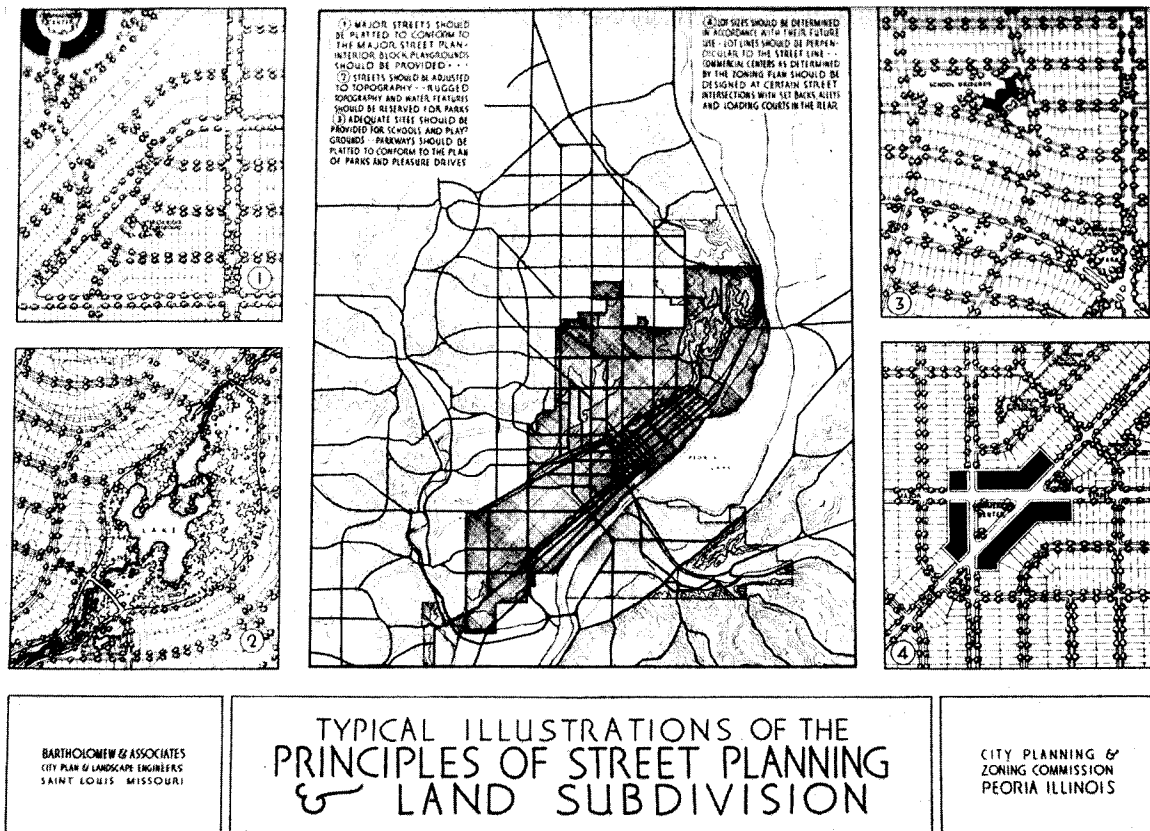 ① MAJOR STREETS SHOULD
BE PLATTED TO CONFORM TO
THE MAJOR STREET PLAN-
INTERIOR BLOCK PLAYGROUNDS
SHOULD BE PROVIDED - - -
② STREETS SHOULD BE ADJUSTED
TO TOPOGRAPHY - - RUGGED
TOPOGRAPHY AND WATER FEATURES
SHOULD BE RESERVED FOR PARKS
③ ADEQUATE SITES SHOULD BE
PROVIDED FOR SCHOOLS AND PLAY-
GROUNDS - - PARKWAYS SHOULD BE
PLATTED TO CONFORM TO THE PLAN
OF PARKS AND PLEASURE DRIVES
④ LOT SIZES SHOULD BE DETERMINED
IN ACCORDANCE WITH THEIR FUTURE
USE - LOT LINES SHOULD BE PERPEN-
DICULAR TO THE STREET LINE - -
COMMERCIAL CENTERS AS DETERMINED
BY THE ZONING PLAN SHOULD BE
DESIGNED AT CERTAIN STREET
INTERSECTIONS WITH SET BACKS, ALLEYS
AND LOADING COURTS IN THE REAR
CENTER
1
LAKE
2
LAKE
SCHOOL GROUNDS
PARK
3
CENTER
4
BARTHOLOMEW & ASSOCIATES
CITY PLAN & LANDSCAPE ENGINEERS
SAINT LOUIS MISSOURI
TYPICAL ILLUSTRATIONS OF THE
PRINCIPLES OF STREET PLANNING
& LAND SUBDIVISION
CITY PLANNING &
ZONING COMMISSION
PEORIA ILLINOIS